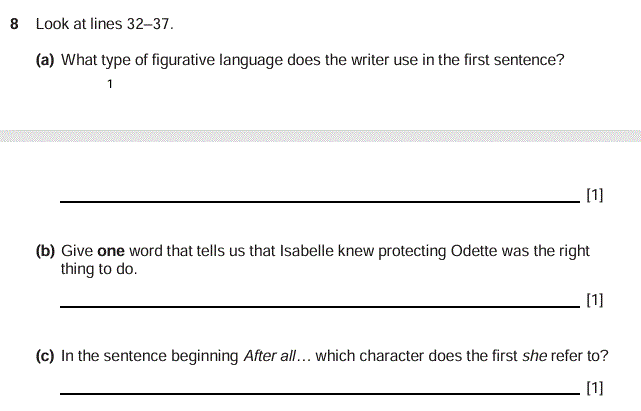 8 Look at lines 32–37.
(a) What type of figurative language does the writer use in the first sentence?
1
[1]
(b) Give one word that tells us that Isabelle knew protecting Odette was the right
thing to do.
[1]
(c) In the sentence beginning After all… which character does the first she refer to?
[1]